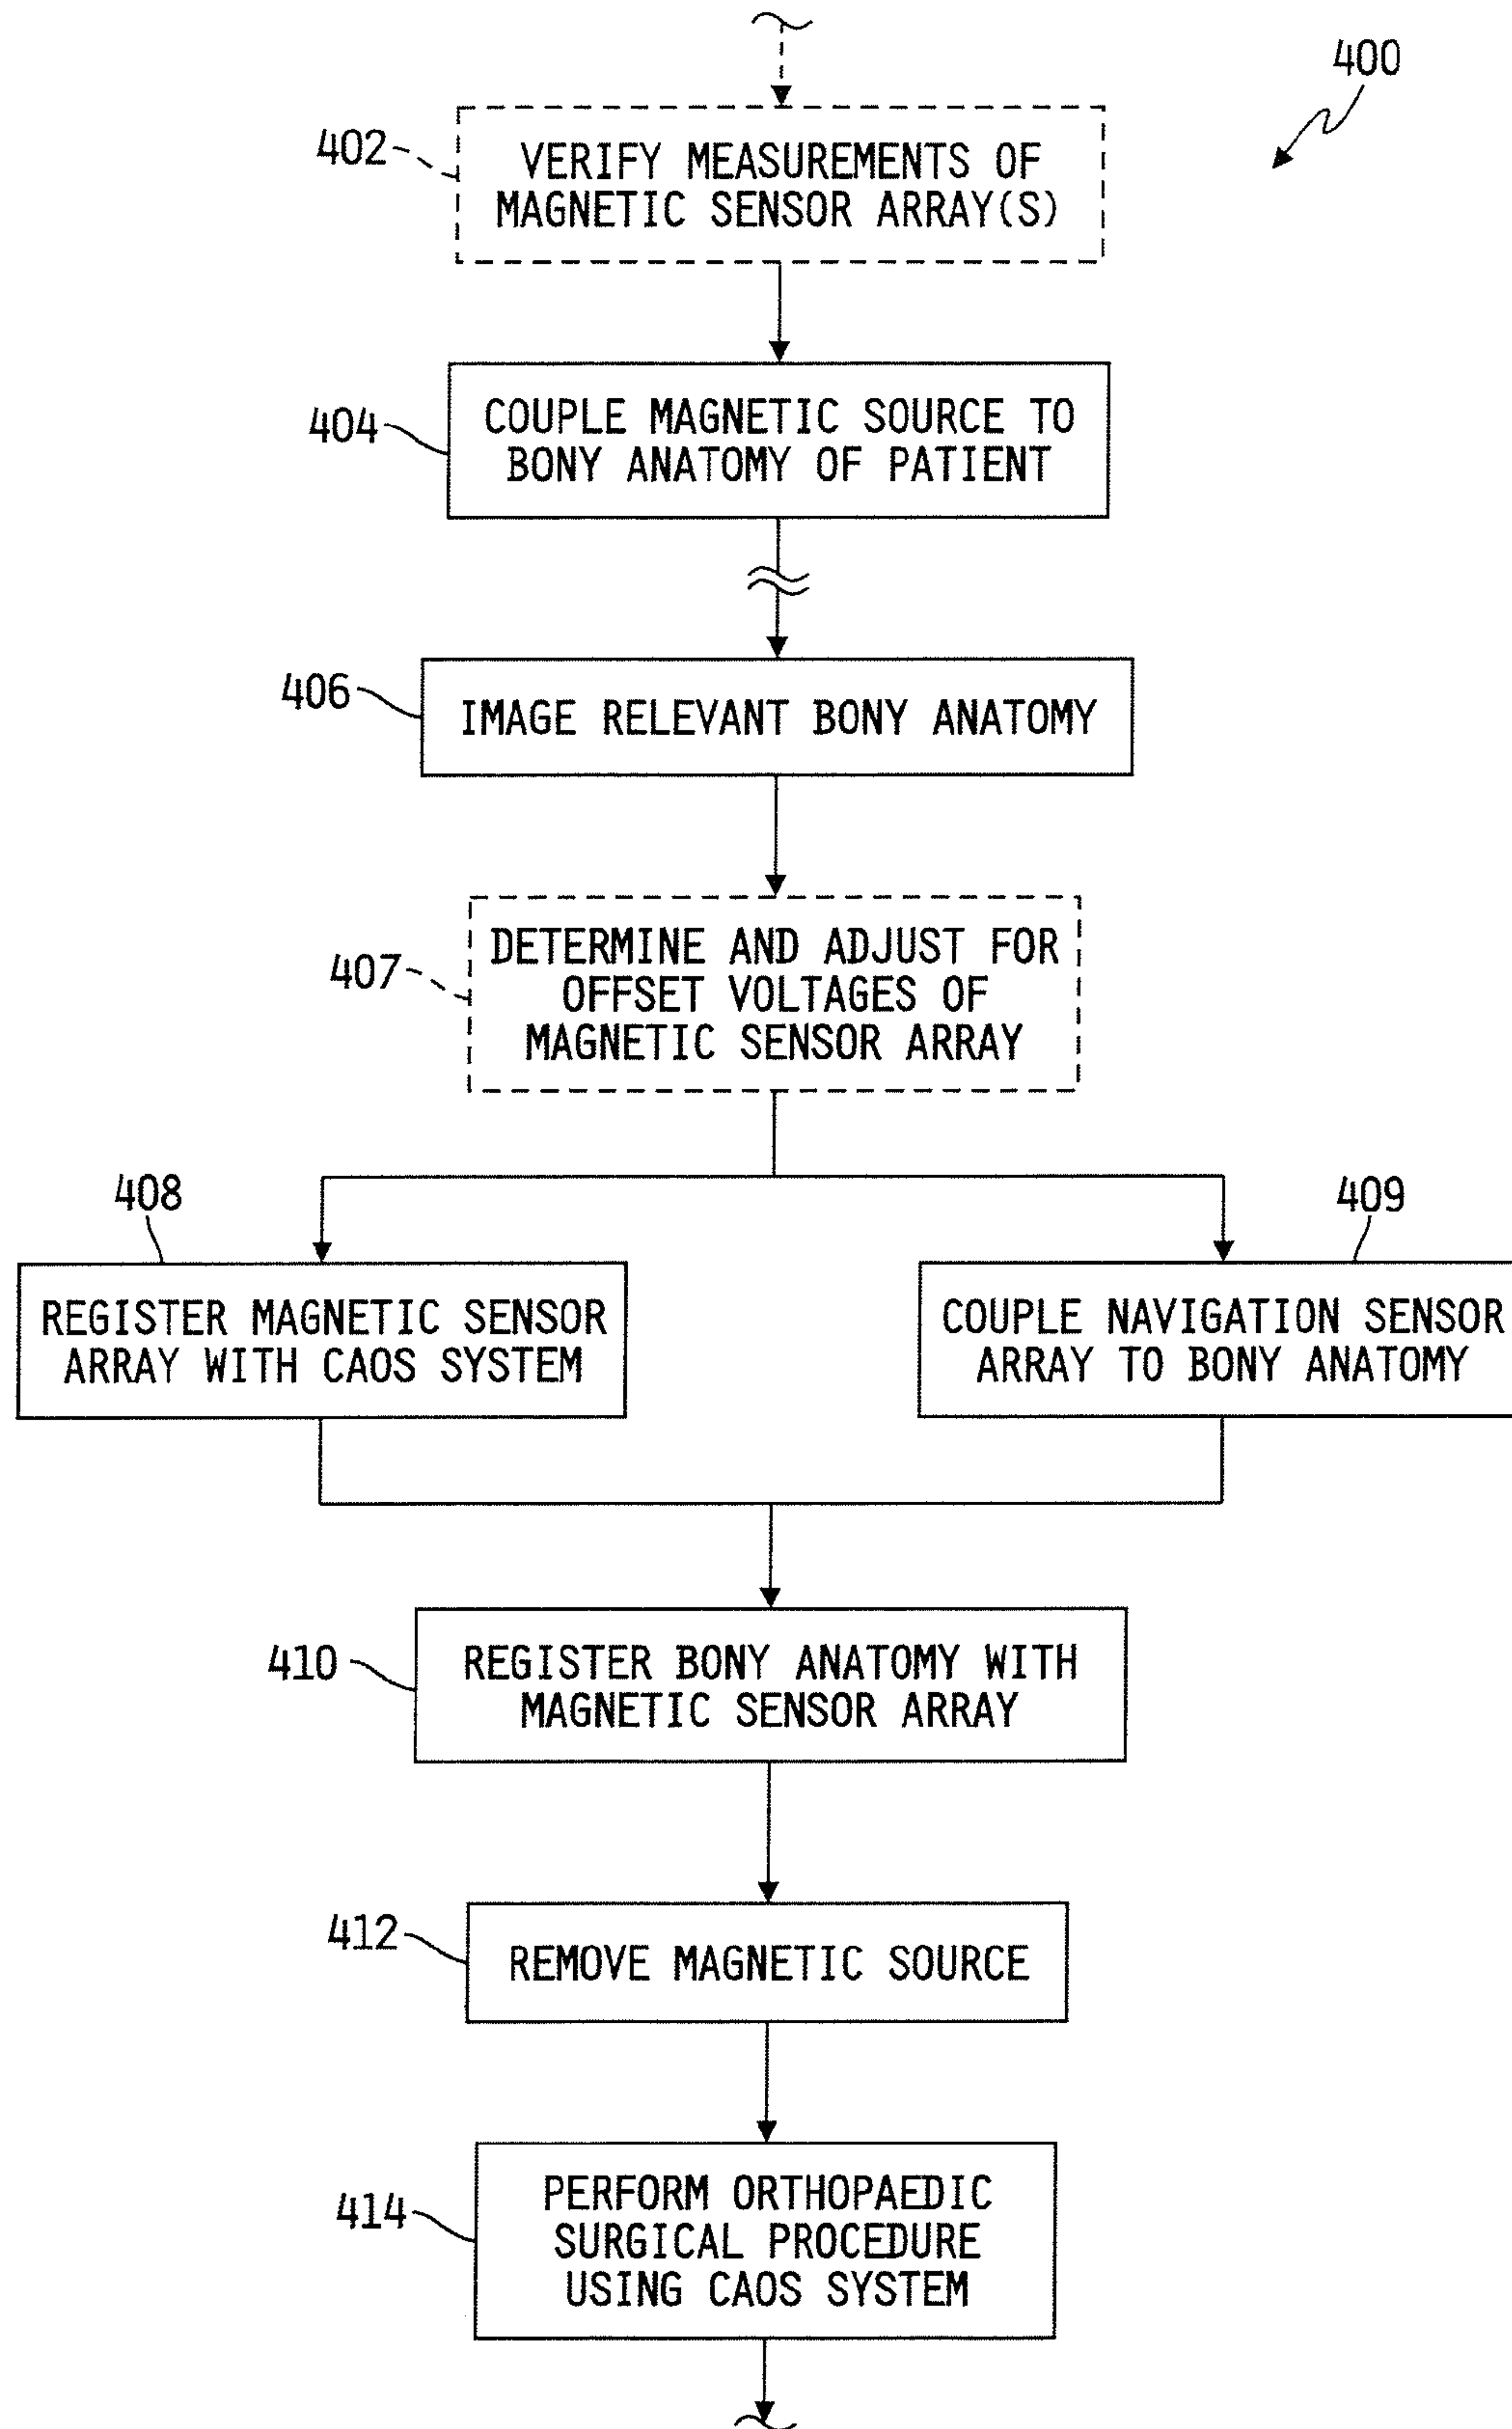 400
402
VERIFY MEASUREMENTS OF
MAGNETIC SENSOR ARRAY(S)
404
COUPLE MAGNETIC SOURCE TO
BONY ANATOMY OF PATIENT
406
IMAGE RELEVANT BONY ANATOMY
407
DETERMINE AND ADJUST FOR
OFFSET VOLTAGES OF
MAGNETIC SENSOR ARRAY
408
REGISTER MAGNETIC SENSOR
ARRAY WITH CAOS SYSTEM
409
COUPLE NAVIGATION SENSOR
ARRAY TO BONY ANATOMY
410
REGISTER BONY ANATOMY WITH
MAGNETIC SENSOR ARRAY
412
REMOVE MAGNETIC SOURCE
414
PERFORM ORTHOPAEDIC
SURGICAL PROCEDURE
USING CAOS SYSTEM